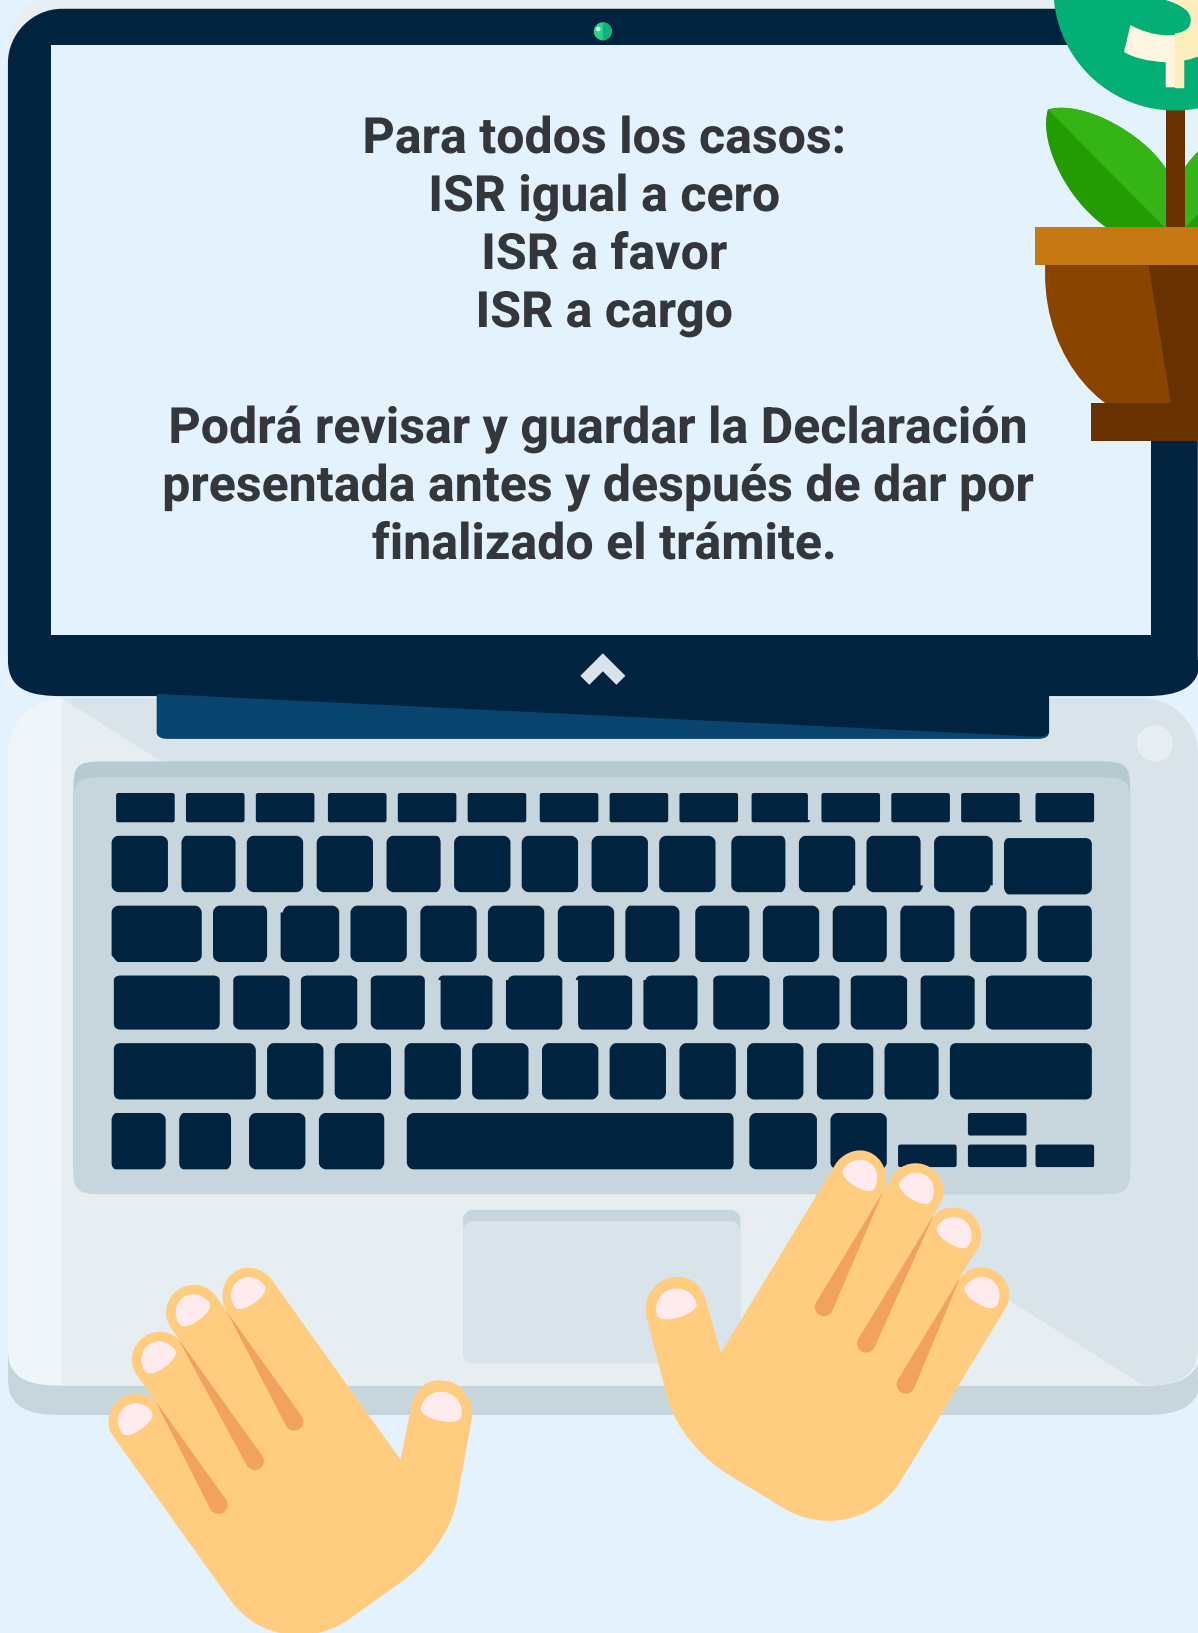 Para todos los casos:
ISR igual a cero
ISR a favor
ISR a cargo
Podrá revisar y guardar la Declaración
presentada antes y después de dar por
finalizado el trámite.